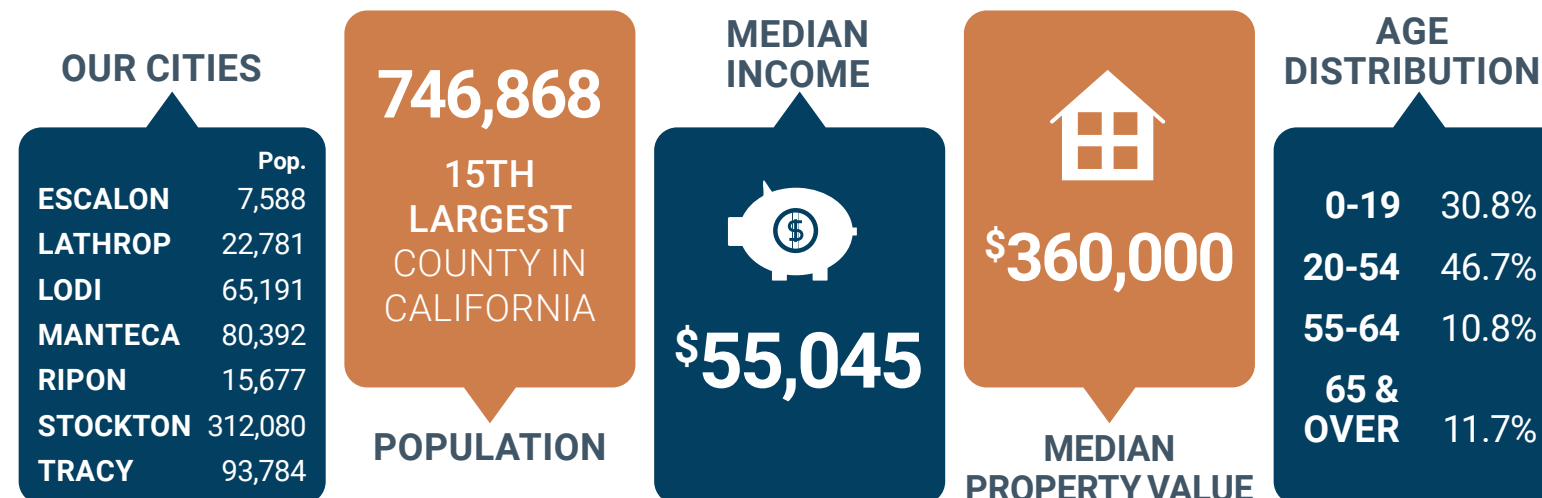 OUR CITIES
Pop.
ESCALON 7,588
LATHROP 22,781
LODI 65,191
MANTECA 80,392
RIPON 15,677
STOCKTON 312,080
TRACY 93,784
746,868
15TH
LARGEST
COUNTY IN
CALIFORNIA
POPULATION
MEDIAN
INCOME
$
$55,045
$360,000
MEDIAN
PROPERTY VALUE
AGE
DISTRIBUTION
0-19 30.8%
20-54 46.7%
55-64 10.8%
65 &
OVER 11.7%